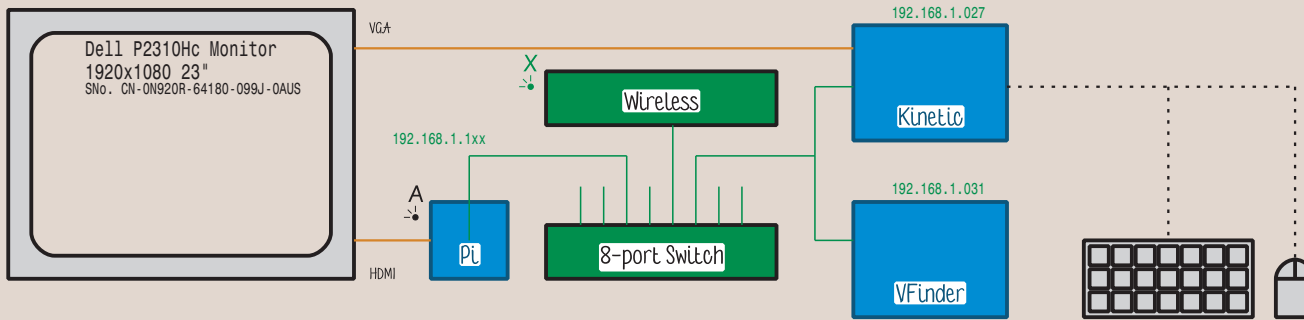 192.168.1.027
VGA
Dell P2310Hc Monitor
1920x1080 23"
SNo. CN-0N920R-64180-099J-0AUS
X
Wireless
Kinetic
192.168.1.1xx
192.168.1.031
A
Pi
8-port Switch
HDMI
VFinder